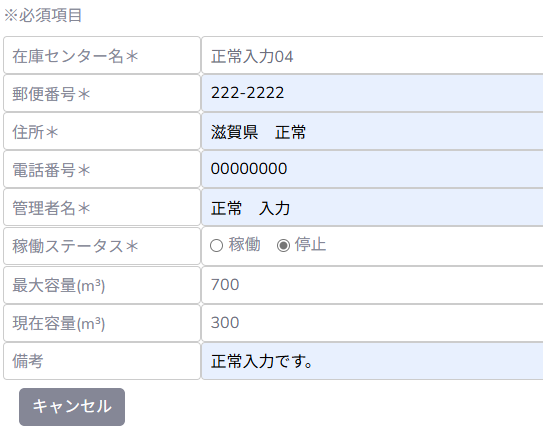 ※必須項目
在庫センター名＊ 正常入力04
郵便番号＊ 222-2222
住所＊ 滋賀県　正常
電話番号＊ 00000000
管理者名＊ 正常　入力
稼働ステータス＊ 稼働 停止
最大容量(m³) 700
現在容量(m³) 300
備考 正常入力です。
キャンセル